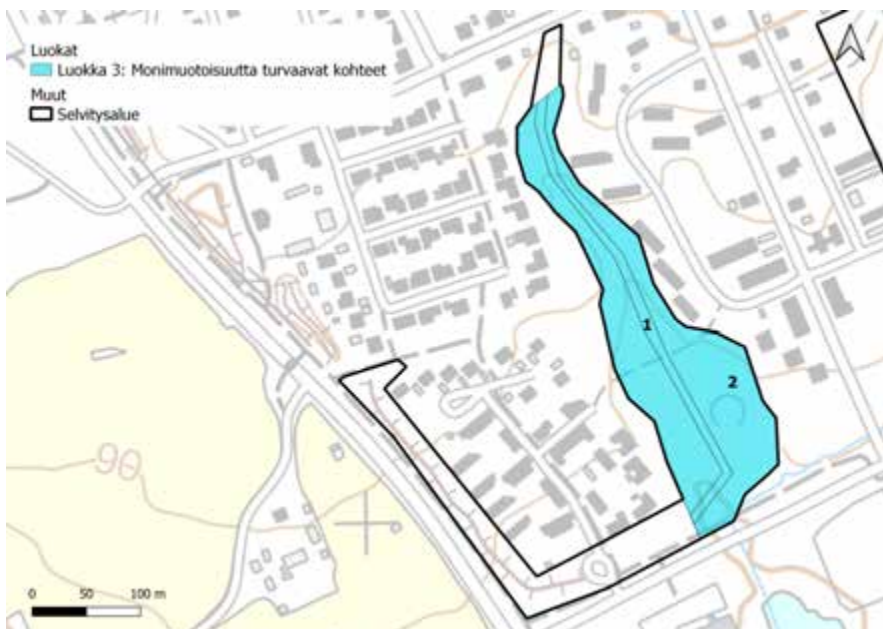 Luokat
Luokka 3: Monimuotoisuutta turvaavat kohteet
Muut
Selvitysalue
1
2
90
0 50 100 m